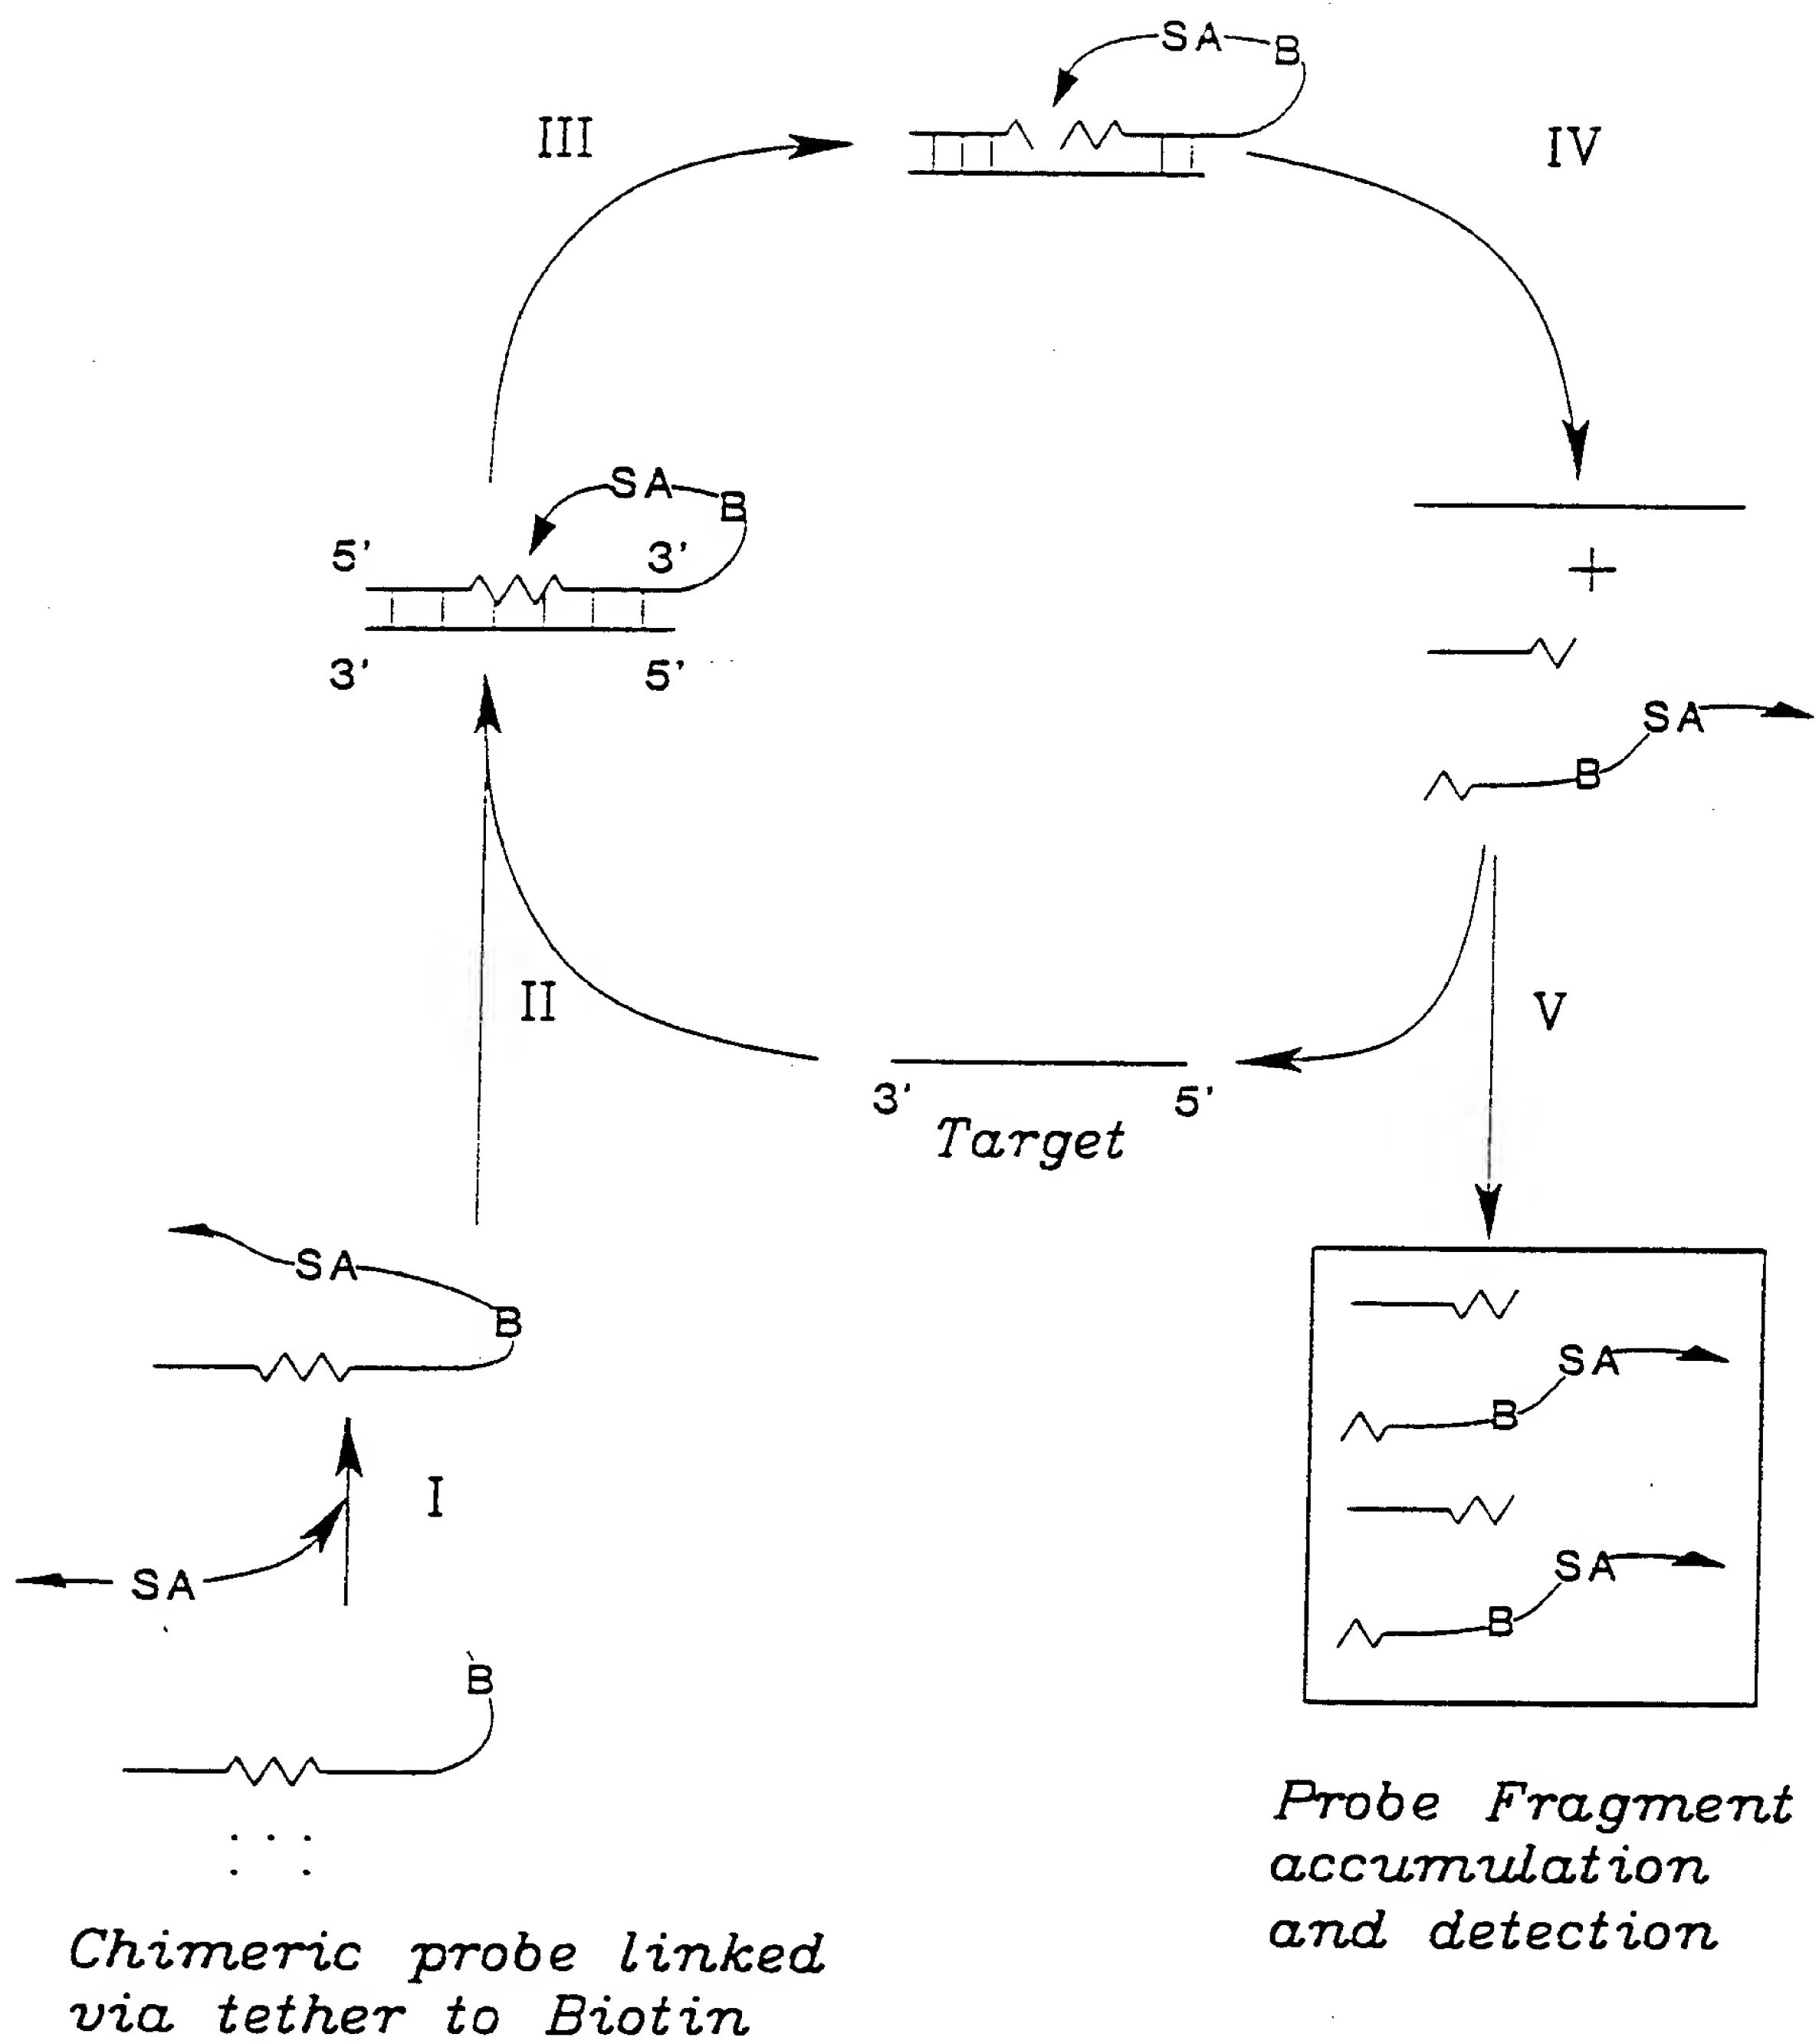 SA B
III
IV
SA B
5' 3'
3' 5'
+
SA
B
II
V
3' 5'
Target
SA
B
SA
B
I
SA
B
SA
B
SA
B
Probe Fragment
accumulation
and detection
Chimeric probe linked
via tether to Biotin